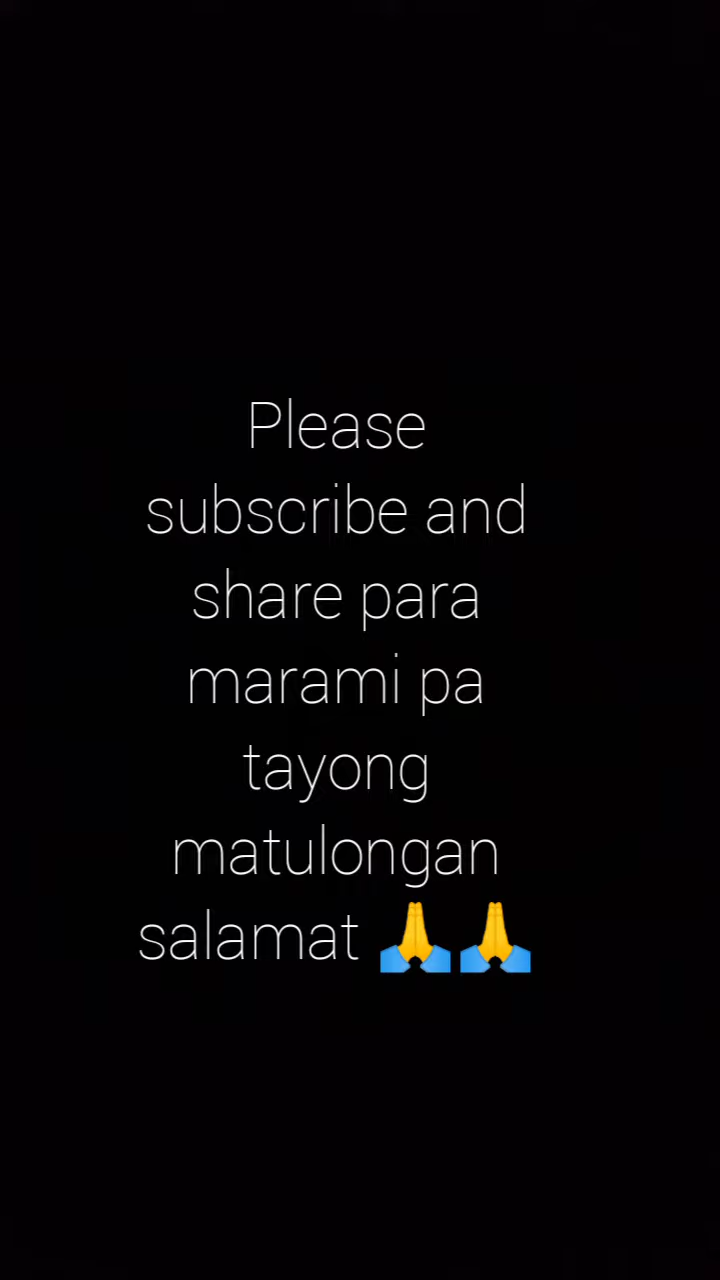 Please
subscribe and
share para
marami pa
tayong
matulongan
salamat 🙏🙏